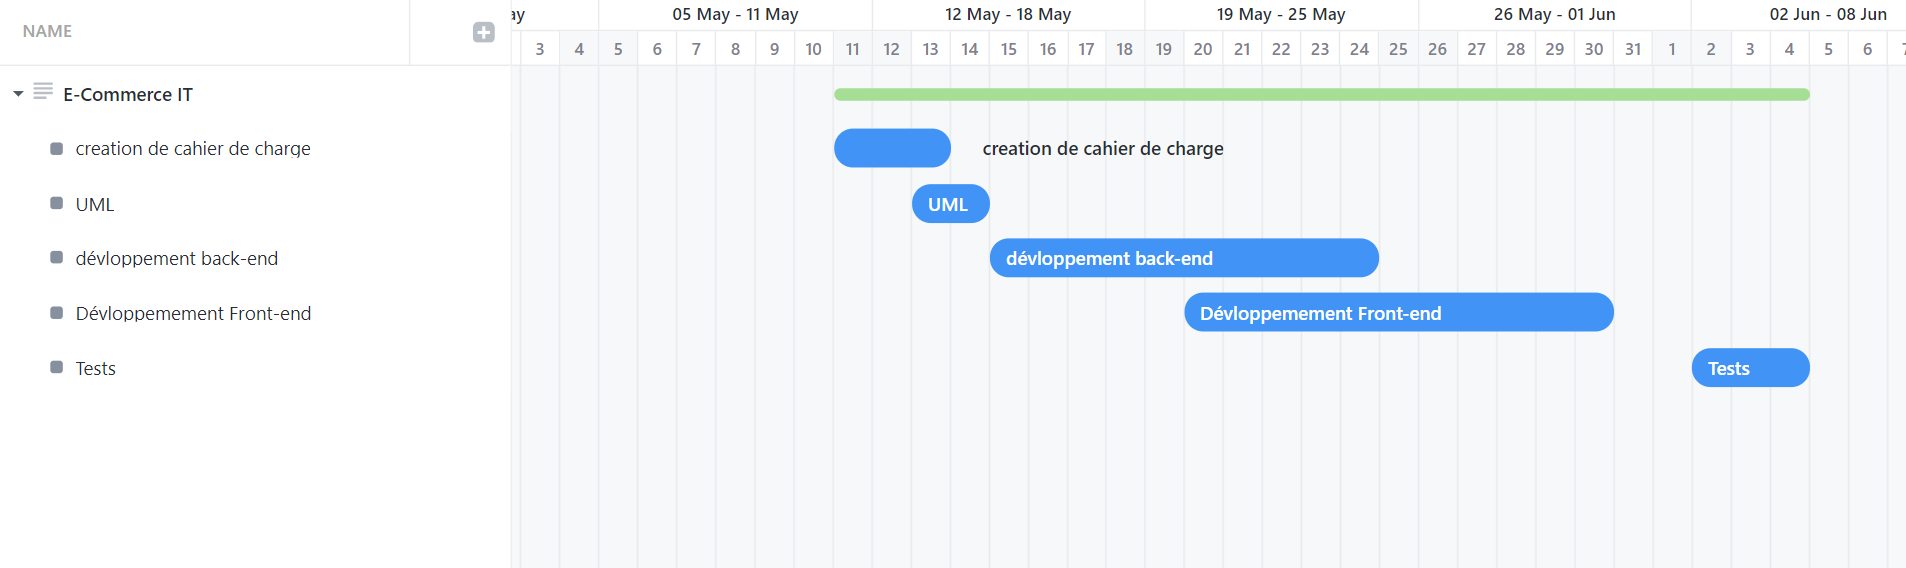 NAME
ay 05 May - 11 May 12 May - 18 May 19 May - 25 May 26 May - 01 Jun 02 Jun - 08 Jun
3 4 5 6 7 8 9 10 11 12 13 14 15 16 17 18 19 20 21 22 23 24 25 26 27 28 29 30 31 1 2 3 4 5 6 7
E-Commerce IT
creation de cahier de charge creation de cahier de charge
UML UML
dévloppement back-end dévloppement back-end
Dévloppemement Front-end Dévloppemement Front-end
Tests Tests